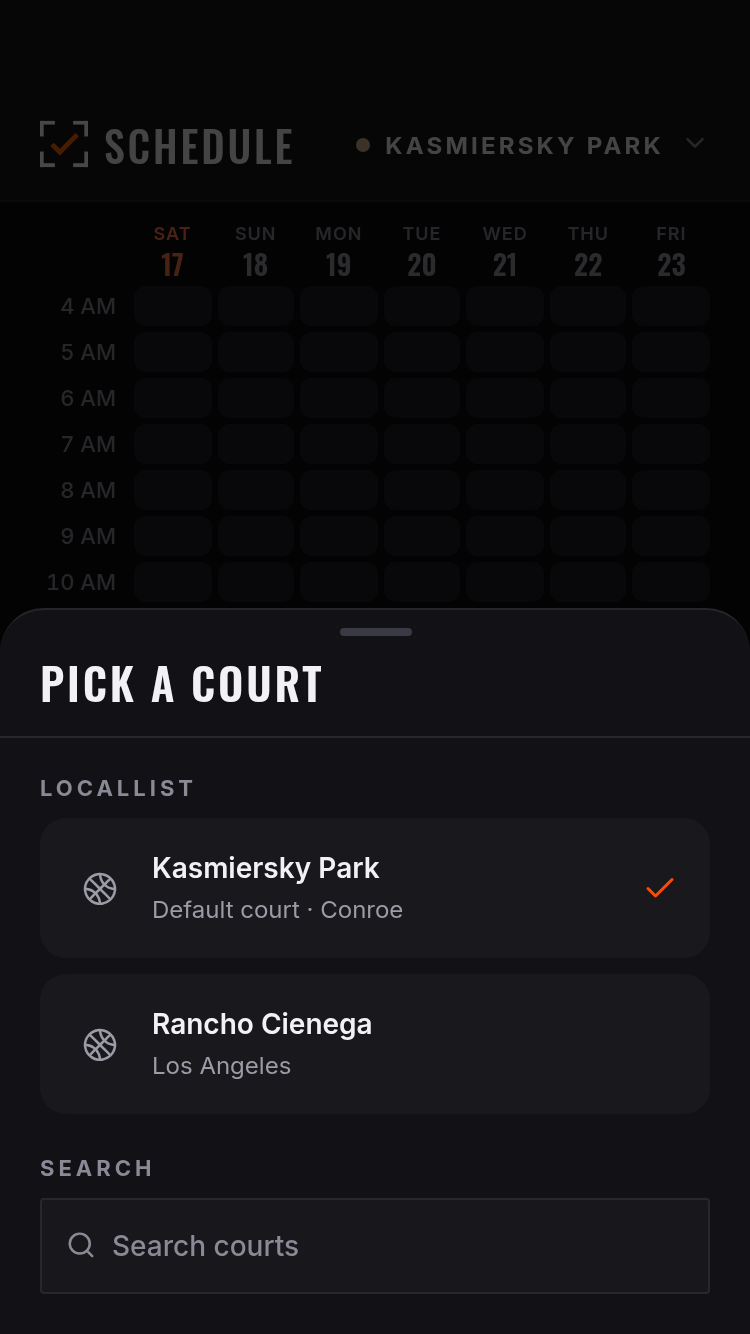 SCHEDULE
KASMIERSKY PARK
SAT SUN MON TUE WED THU FRI
17 18 19 20 21 22 23
4 AM
5 AM
6 AM
7 AM
8 AM
9 AM
10 AM
PICK A COURT
LOCALLIST
Kasmiersky Park
Default court · Conroe
Rancho Cienega
Los Angeles
SEARCH
Search courts